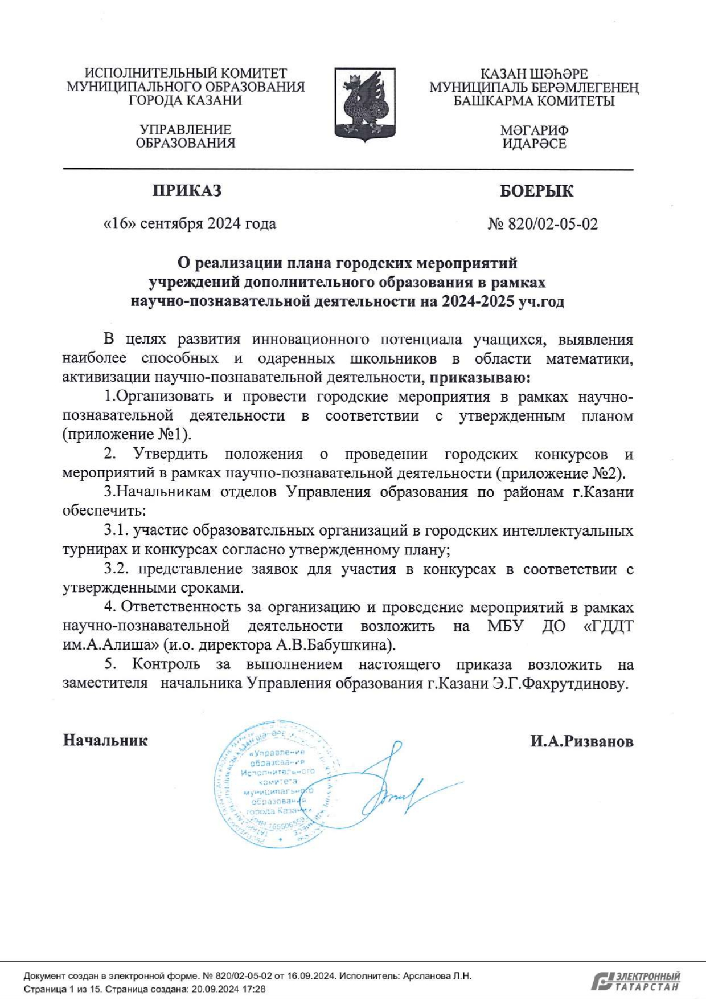 ИСПОЛНИТЕЛЬНЫЙ КОМИТЕТ
МУНИЦИПАЛЬНОГО ОБРАЗОВАНИЯ
ГОРОДА КАЗАНИ
УПРАВЛЕНИЕ
ОБРАЗОВАНИЯ
КАЗАН ШӘҺӘРЕ
МУНИЦИПАЛЬ БЕРӘМЛЕГЕНЕҢ
БАШКАРМА КОМИТЕТЫ
МӘГАРИФ
ИДАРӘСЕ
ПРИКАЗ
БОЕРЫК
«16» сентября 2024 года
№ 820/02-05-02
О реализации плана городских мероприятий
учреждений дополнительного образования в рамках
научно-познавательной деятельности на 2024-2025 уч.год
В целях развития инновационного потенциала учащихся, выявления
наиболее способных и одаренных школьников в области математики,
активизации научно-познавательной деятельности, приказываю:
1.Организовать и провести городские мероприятия в рамках научно-
познавательной деятельности в соответствии с утвержденным планом
(приложение №1).
2. Утвердить положения о проведении городских конкурсов и
мероприятий в рамках научно-познавательной деятельности (приложение №2).
3.Начальникам отделов Управления образования по районам г.Казани
обеспечить:
3.1. участие образовательных организаций в городских интеллектуальных
турнирах и конкурсах согласно утвержденному плану;
3.2. представление заявок для участия в конкурсах в соответствии с
утвержденными сроками.
4. Ответственность за организацию и проведение мероприятий в рамках
научно-познавательной деятельности возложить на МБУ ДО «ГДДТ
им.А.Алиша» (и.о. директора А.В.Бабушкина).
5. Контроль за выполнением настоящего приказа возложить на
заместителя начальника Управления образования г.Казани Э.Г.Фахрутдинову.
Начальник
И.А.Ризванов
«Управление
образования
Исполнительного
комитета
муниципального
образования
города Казани»
Документ создан в электронной форме. № 820/02-05-02 от 16.09.2024. Исполнитель: Арсланова Л.Н.
Страница 1 из 15. Страница создана: 20.09.2024 17:28
ЭЛЕКТРОННЫЙ
ТАТАРСТАН